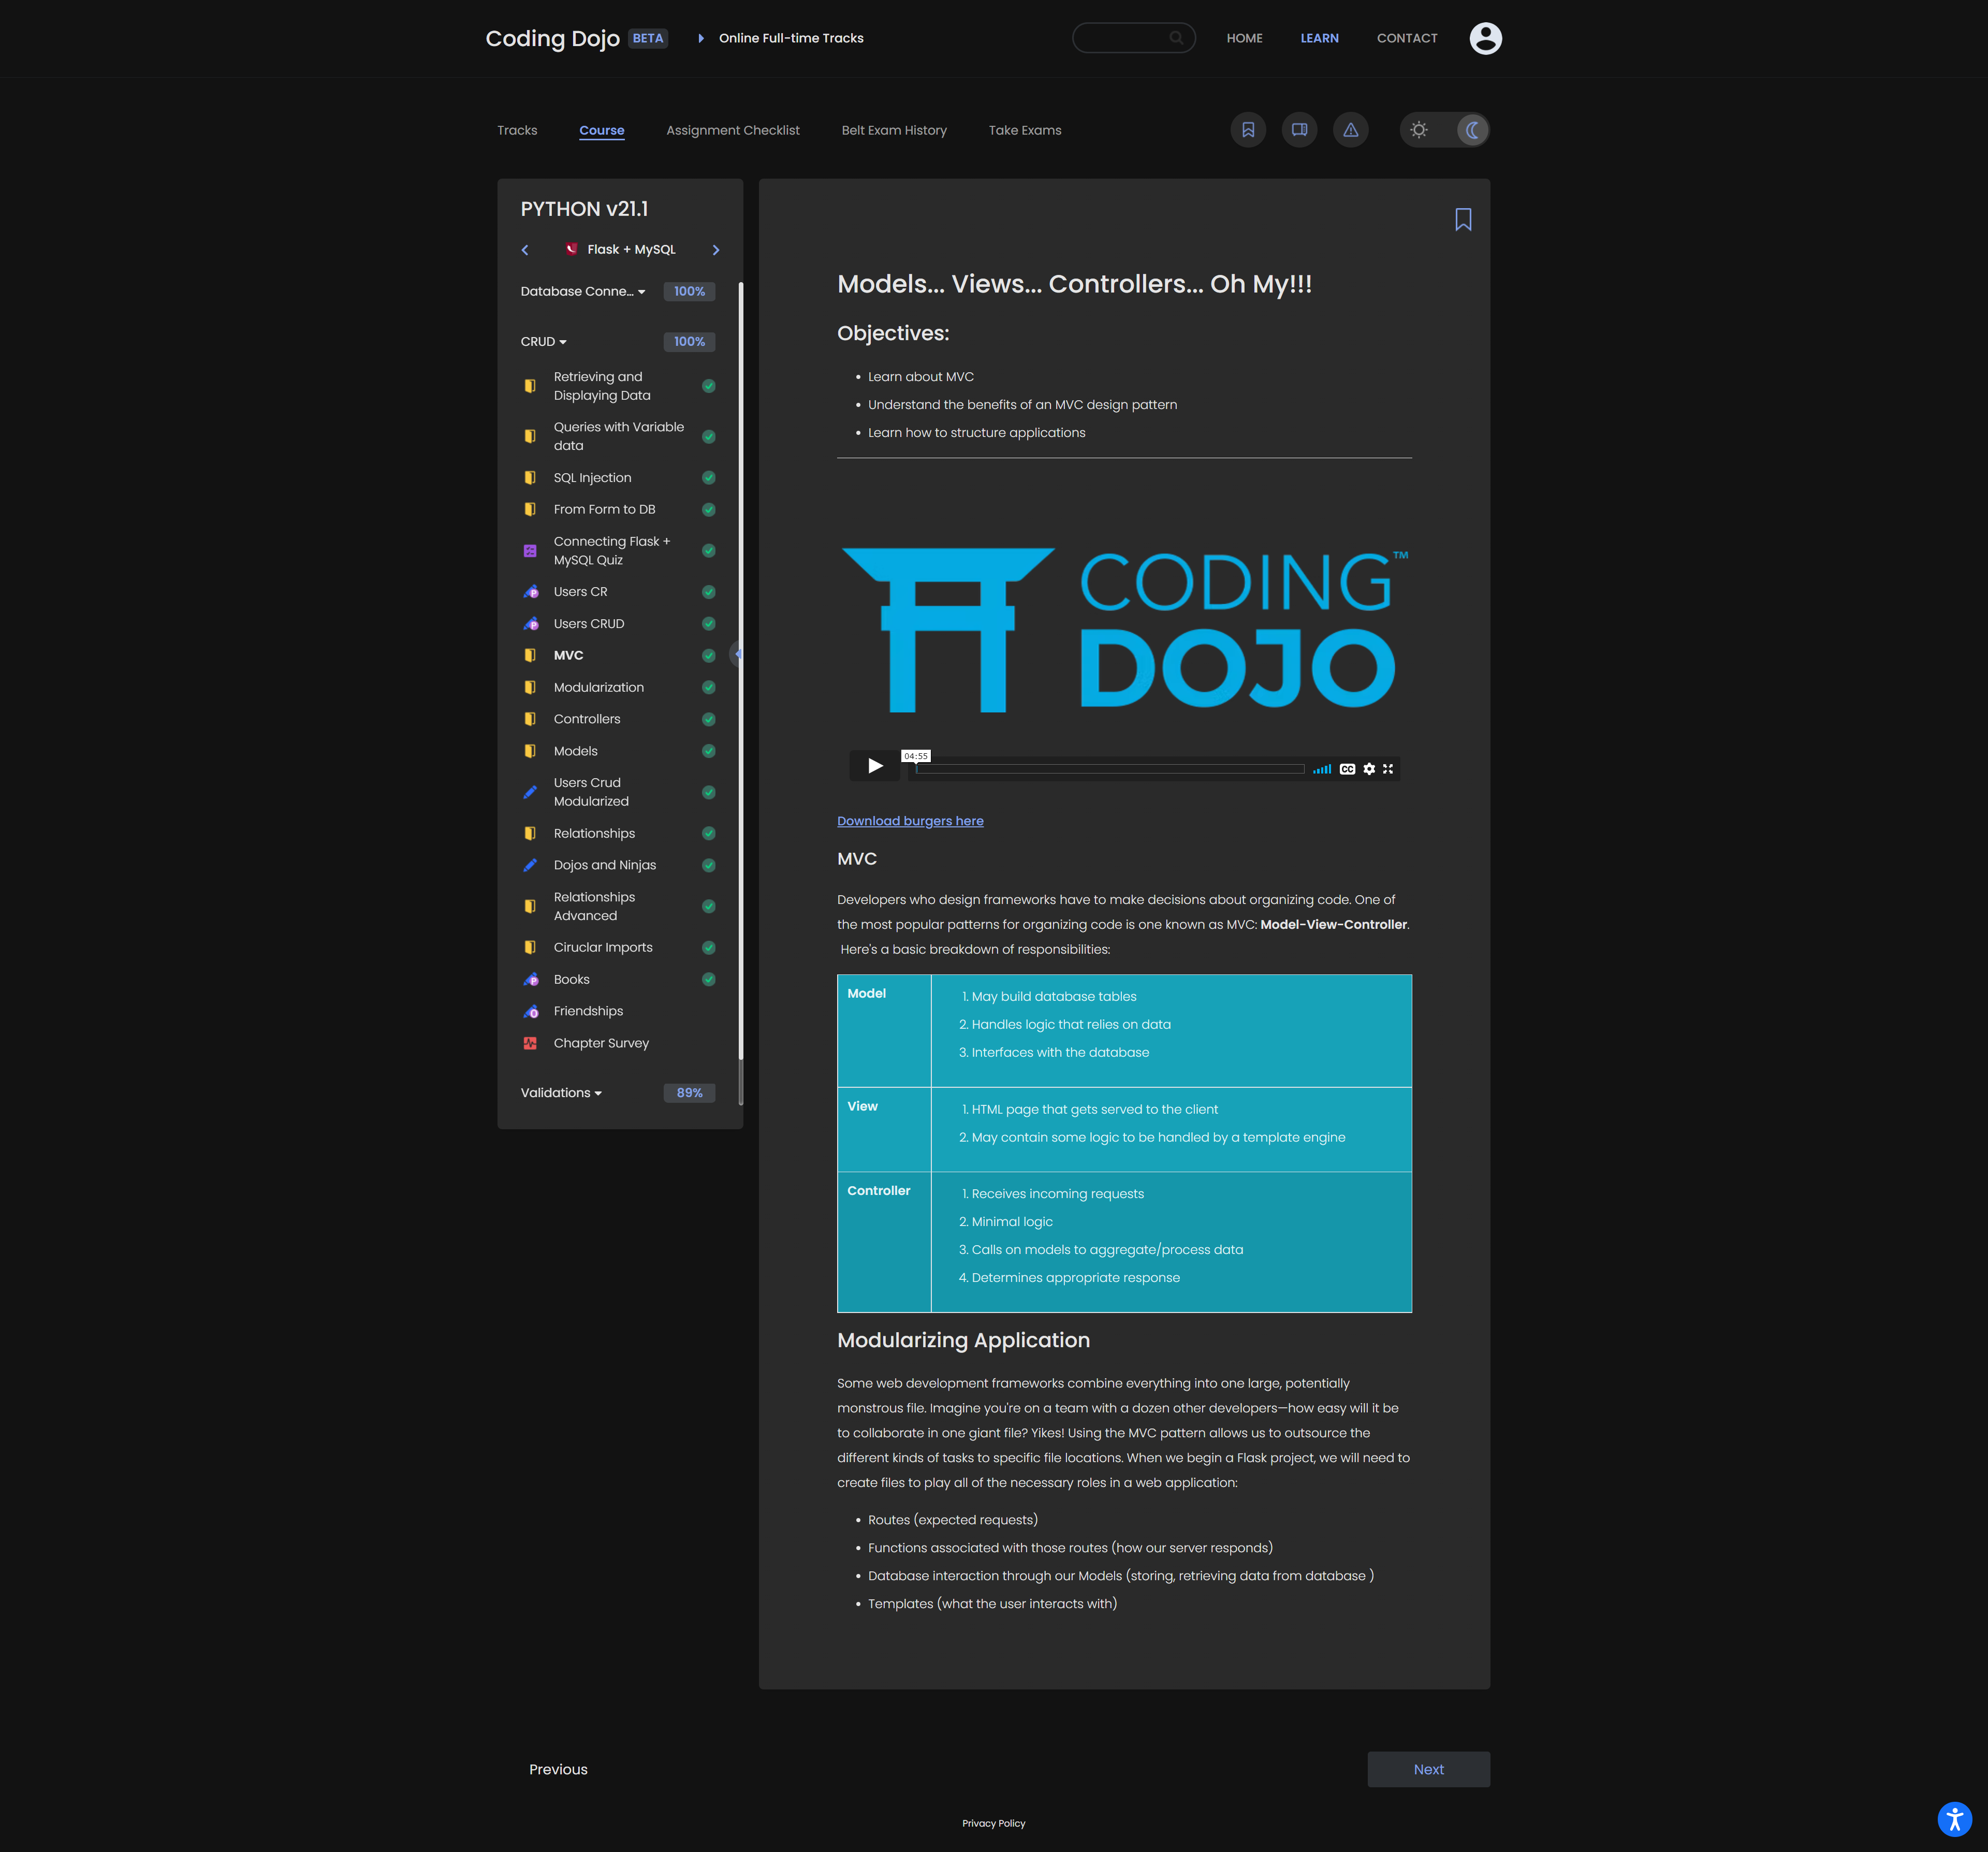 Coding Dojo BETA Online Full-time Tracks HOME LEARN CONTACT
Tracks Course Assignment Checklist Belt Exam History Take Exams
PYTHON v21.1
Flask + MySQL
Database Conne... 100%
CRUD 100%
Retrieving and
Displaying Data
Queries with Variable
data
SQL Injection
From Form to DB
Connecting Flask +
MySQL Quiz
Users CR
Users CRUD
MVC
Modularization
Controllers
Models
Users Crud
Modularized
Relationships
Dojos and Ninjas
Relationships
Advanced
Ciruclar Imports
Books
Friendships
Chapter Survey
Validations 89%
Models... Views... Controllers... Oh My!!!
Objectives:
• Learn about MVC
• Understand the benefits of an MVC design pattern
• Learn how to structure applications
CODING™
DOJO
04:55
CC
Download burgers here
MVC
Developers who design frameworks have to make decisions about organizing code. One of
the most popular patterns for organizing code is one known as MVC: Model-View-Controller.
Here's a basic breakdown of responsibilities:
Model
1. May build database tables
2. Handles logic that relies on data
3. Interfaces with the database
View
1. HTML page that gets served to the client
2. May contain some logic to be handled by a template engine
Controller
1. Receives incoming requests
2. Minimal logic
3. Calls on models to aggregate/process data
4. Determines appropriate response
Modularizing Application
Some web development frameworks combine everything into one large, potentially
monstrous file. Imagine you're on a team with a dozen other developers—how easy will it be
to collaborate in one giant file? Yikes! Using the MVC pattern allows us to outsource the
different kinds of tasks to specific file locations. When we begin a Flask project, we will need to
create files to play all of the necessary roles in a web application:
• Routes (expected requests)
• Functions associated with those routes (how our server responds)
• Database interaction through our Models (storing, retrieving data from database )
• Templates (what the user interacts with)
Previous Next
Privacy Policy